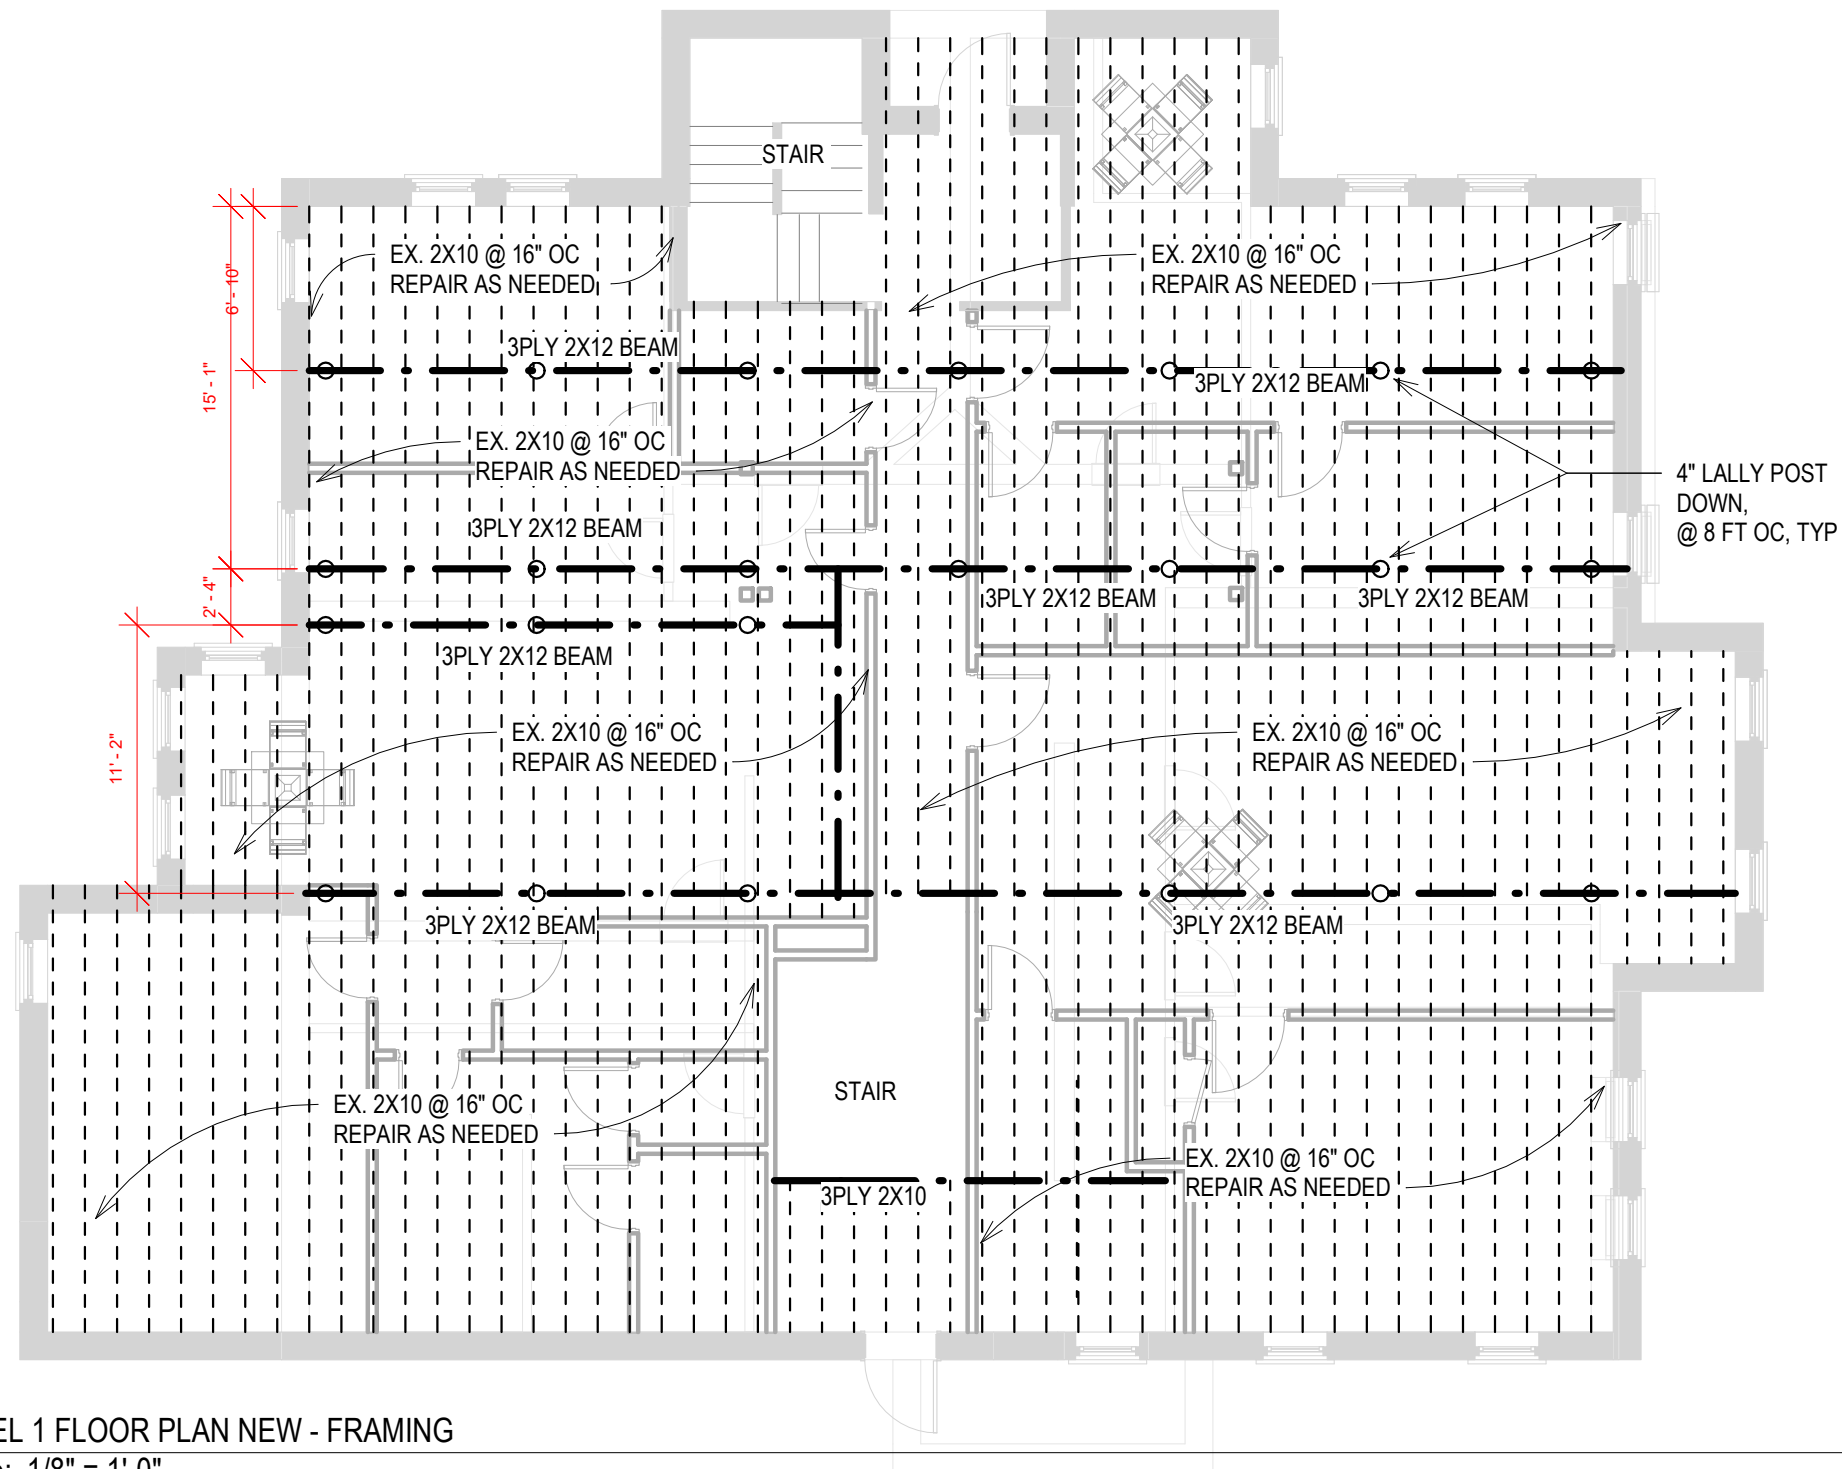 STAIR
EX. 2X10 @ 16" OC
REPAIR AS NEEDED
EX. 2X10 @ 16" OC
REPAIR AS NEEDED
6' - 10"
3PLY 2X12 BEAM
3PLY 2X12 BEAM
15' - 1"
EX. 2X10 @ 16" OC
REPAIR AS NEEDED
4" LALLY POST
DOWN,
@ 8 FT OC, TYP
3PLY 2X12 BEAM
2' - 4"
3PLY 2X12 BEAM
3PLY 2X12 BEAM
3PLY 2X12 BEAM
11' - 2"
EX. 2X10 @ 16" OC
REPAIR AS NEEDED
EX. 2X10 @ 16" OC
REPAIR AS NEEDED
3PLY 2X12 BEAM
3PLY 2X12 BEAM
STAIR
EX. 2X10 @ 16" OC
REPAIR AS NEEDED
EX. 2X10 @ 16" OC
REPAIR AS NEEDED
3PLY 2X10
EL 1 FLOOR PLAN NEW - FRAMING
: 1/8" = 1'-0"